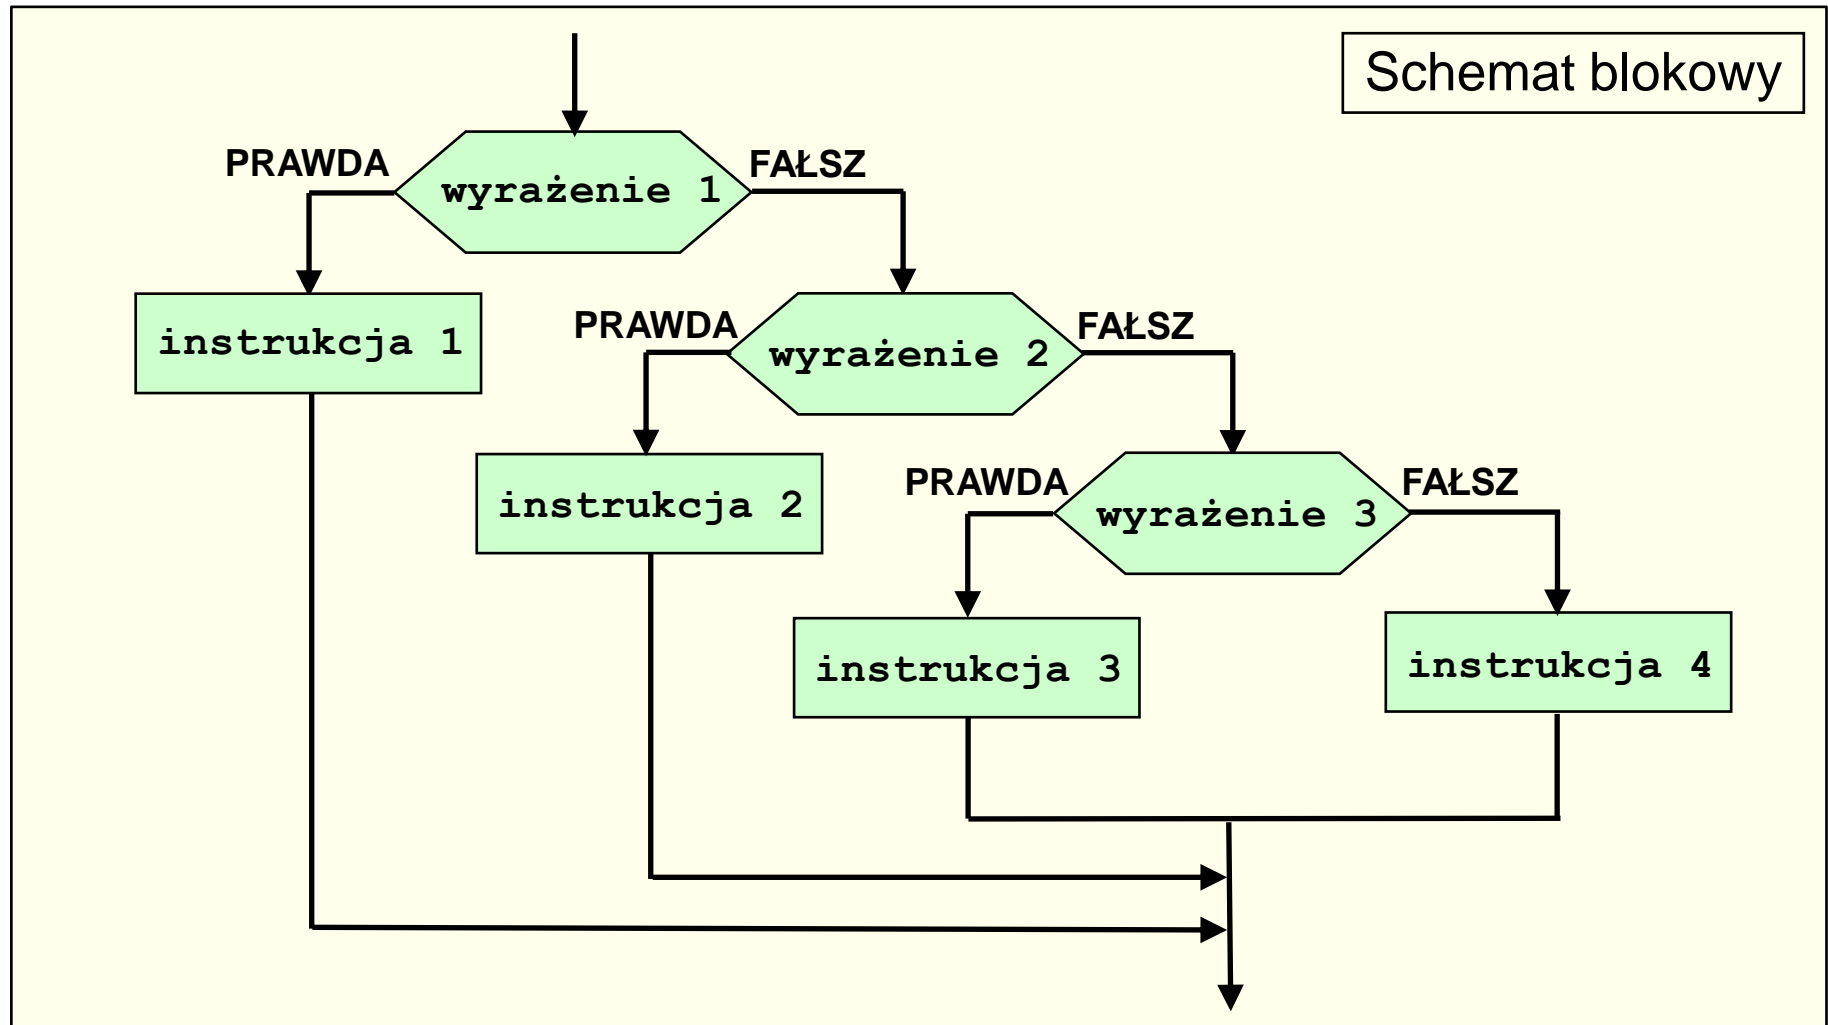 Schemat blokowy
PRAWDA
FAŁSZ
wyrażenie 1
instrukcja 1
PRAWDA
FAŁSZ
wyrażenie 2
instrukcja 2
PRAWDA
FAŁSZ
wyrażenie 3
instrukcja 3
instrukcja 4